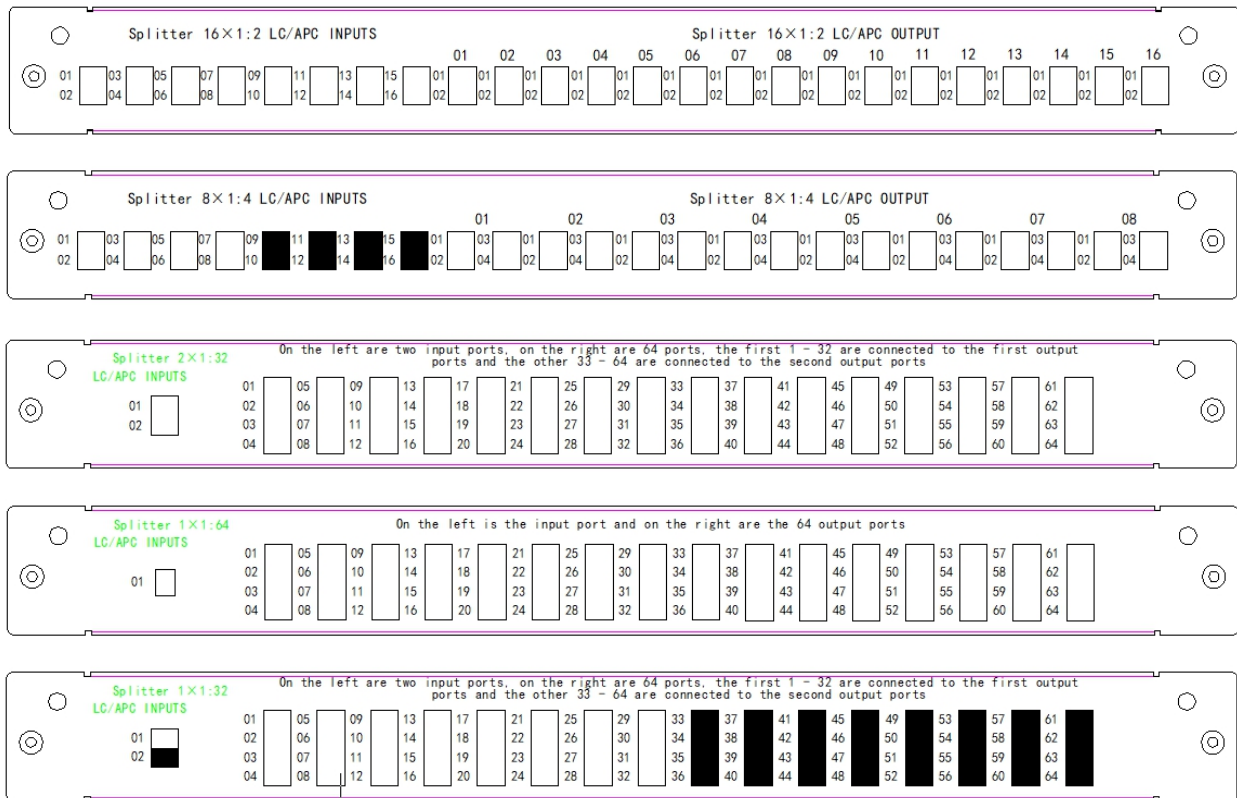 Splitter 16×1:2 LC/APC INPUTS
Splitter 16×1:2 LC/APC OUTPUT
01 02 03 04 05 06 07 08 09 10 11 12 13 14 15 16
01 03 05 07 09 11 13 15 01 01 01 01 01 01 01 01 01 01 01 01 01 01 01 01
02 04 06 08 10 12 14 16 02 02 02 02 02 02 02 02 02 02 02 02 02 02 02 02
Splitter 8×1:4 LC/APC INPUTS
Splitter 8×1:4 LC/APC OUTPUT
01 02 03 04 05 06 07 08
01 03 05 07 09 11 13 15 01 03 01 03 01 03 01 03 01 03 01 03 01 03 01 03
02 04 06 08 10 12 14 16 02 04 02 04 02 04 02 04 02 04 02 04 02 04 02 04
Splitter 2×1:32
LC/APC INPUTS
On the left are two input ports, on the right are 64 ports, the first 1 - 32 are connected to the first output
ports and the other 33 - 64 are connected to the second output ports
01
02
01 05 09 13 17 21 25 29 33 37 41 45 49 53 57 61
02 06 10 14 18 22 26 30 34 38 42 46 50 54 58 62
03 07 11 15 19 23 27 31 35 39 43 47 51 55 59 63
04 08 12 16 20 24 28 32 36 40 44 48 52 56 60 64
Splitter 1×1:64
LC/APC INPUTS
On the left is the input port and on the right are the 64 output ports
01
01 05 09 13 17 21 25 29 33 37 41 45 49 53 57 61
02 06 10 14 18 22 26 30 34 38 42 46 50 54 58 62
03 07 11 15 19 23 27 31 35 39 43 47 51 55 59 63
04 08 12 16 20 24 28 32 36 40 44 48 52 56 60 64
Splitter 1×1:32
LC/APC INPUTS
On the left are two input ports, on the right are 64 ports, the first 1 - 32 are connected to the first output
ports and the other 33 - 64 are connected to the second output ports
01
02
01 05 09 13 17 21 25 29 33 37 41 45 49 53 57 61
02 06 10 14 18 22 26 30 34 38 42 46 50 54 58 62
03 07 11 15 19 23 27 31 35 39 43 47 51 55 59 63
04 08 12 16 20 24 28 32 36 40 44 48 52 56 60 64